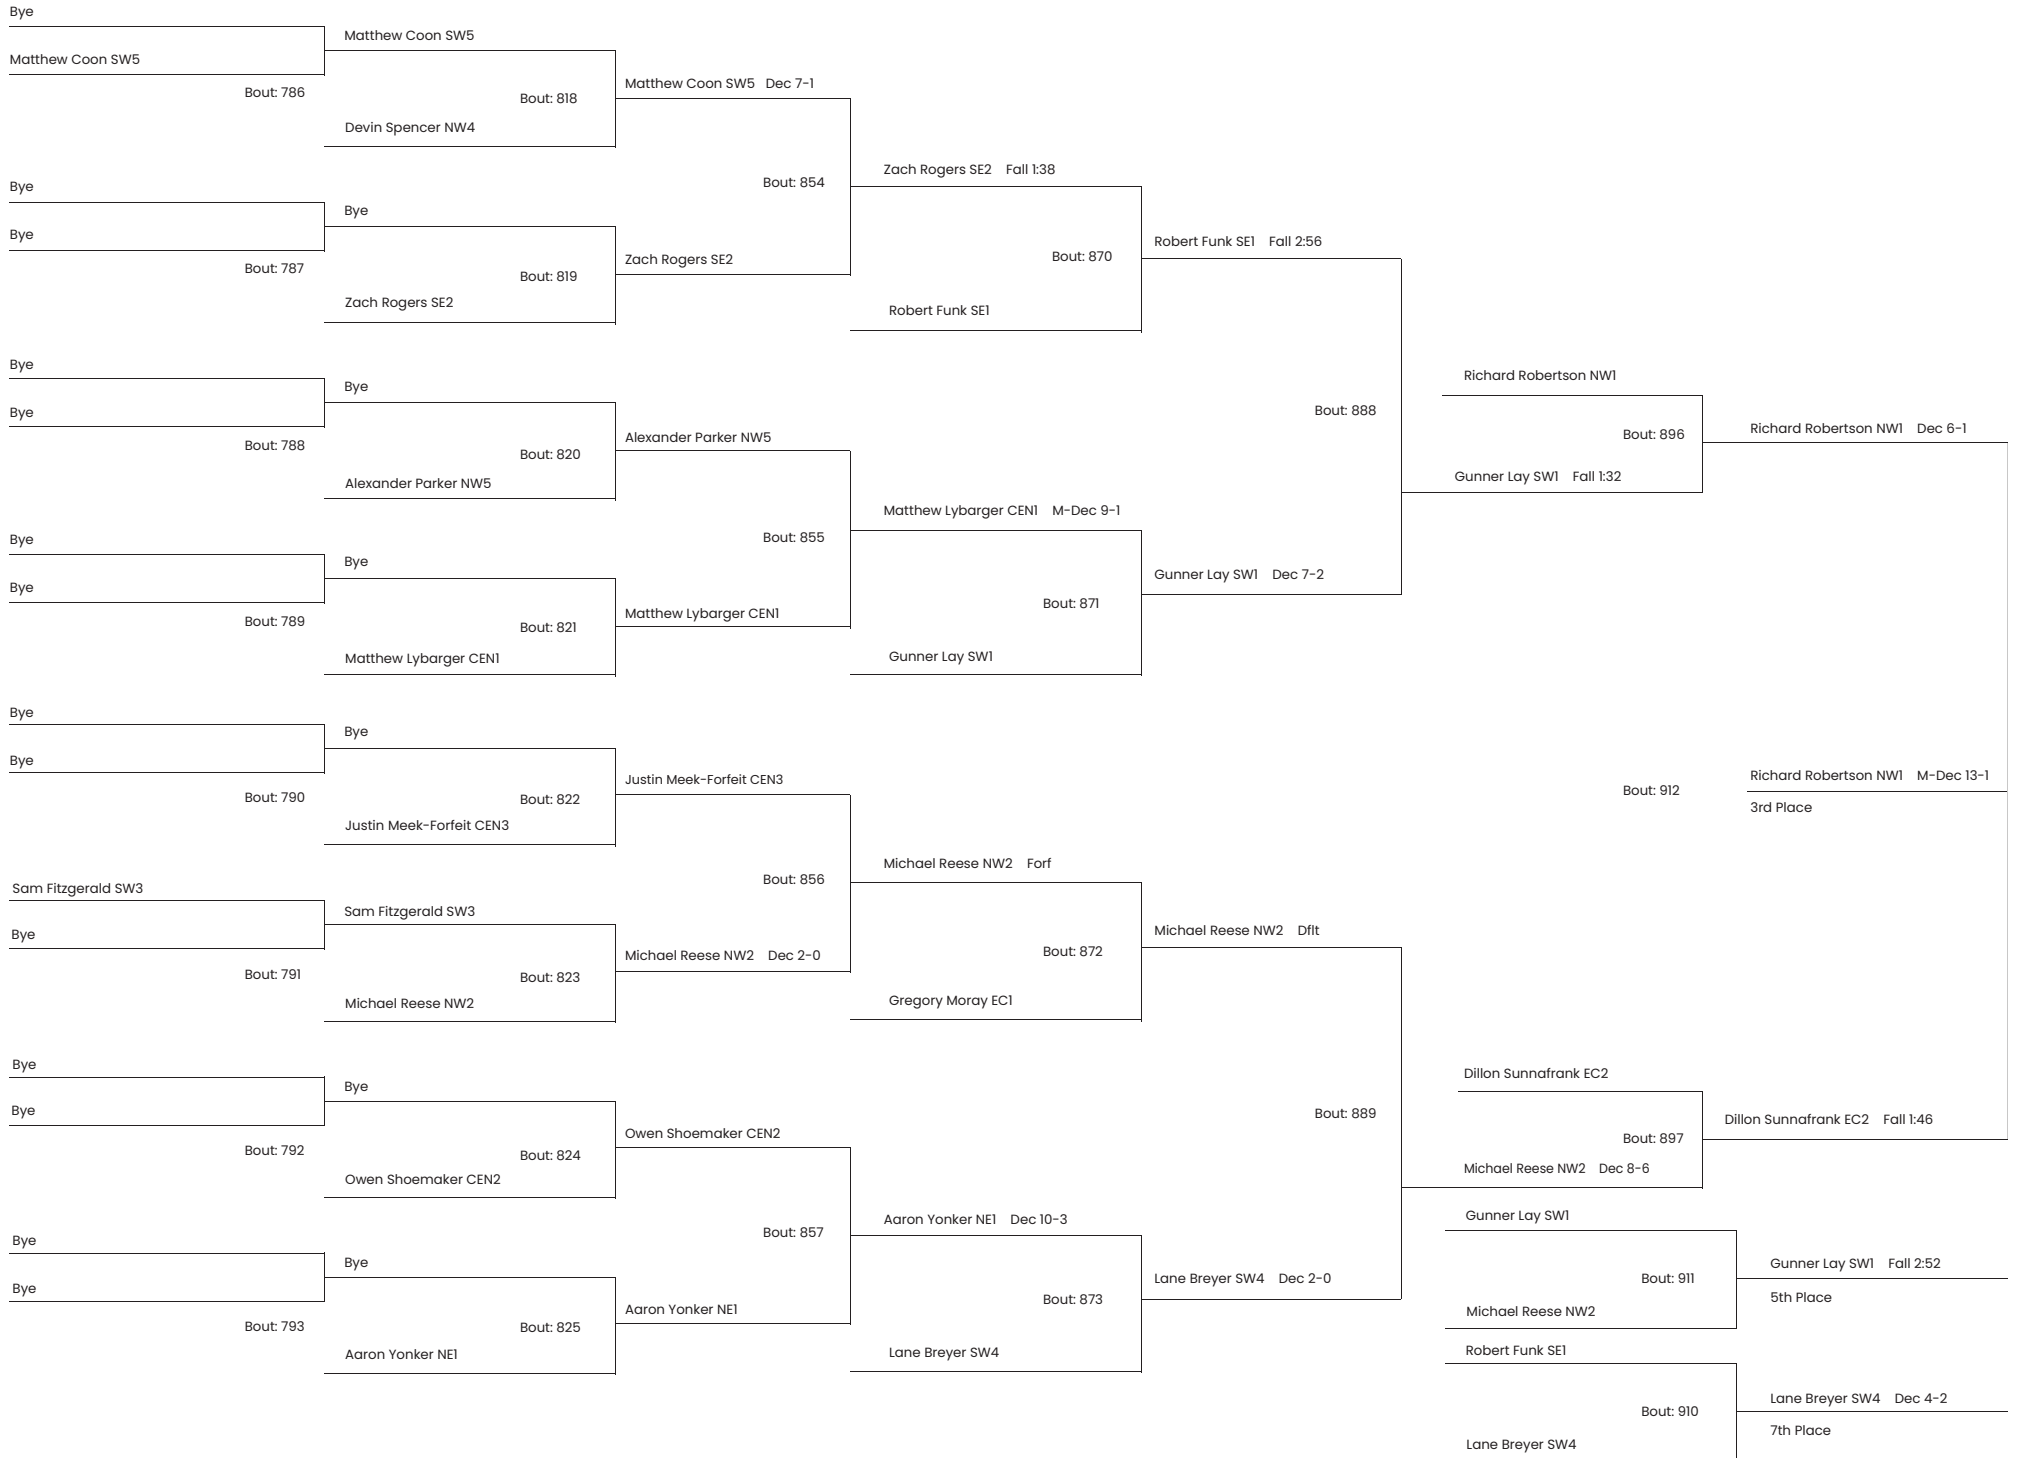 Bye
Matthew Coon SW5
Bout: 786
Bye
Bye
Bout: 787
Bye
Bye
Bout: 788
Bye
Bye
Bout: 789
Bye
Bye
Bout: 790
Sam Fitzgerald SW3
Bye
Bout: 791
Bye
Bye
Bout: 792
Bye
Bye
Bout: 793
Matthew Coon SW5
Bout: 818
Devin Spencer NW4
Bye
Bout: 819
Zach Rogers SE2
Bye
Bout: 820
Alexander Parker NW5
Bye
Bout: 821
Matthew Lybarger CEN1
Bye
Bout: 822
Justin Meek-Forfeit CEN3
Sam Fitzgerald SW3
Bout: 823
Michael Reese NW2
Bye
Bout: 824
Owen Shoemaker CEN2
Bye
Bout: 825
Aaron Yonker NE1
Matthew Coon SW5 Dec 7-1
Bout: 854
Zach Rogers SE2
Alexander Parker NW5
Bout: 855
Matthew Lybarger CEN1
Justin Meek-Forfeit CEN3
Bout: 856
Michael Reese NW2 Dec 2-0
Owen Shoemaker CEN2
Bout: 857
Aaron Yonker NE1
Zach Rogers SE2 Fall 1:38
Bout: 870
Robert Funk SE1
Matthew Lybarger CEN1 M-Dec 9-1
Bout: 871
Gunner Lay SW1
Michael Reese NW2 Forf
Bout: 872
Gregory Moray EC1
Aaron Yonker NE1 Dec 10-3
Bout: 873
Lane Breyer SW4
Robert Funk SE1 Fall 2:56
Bout: 888
Gunner Lay SW1 Dec 7-2
Michael Reese NW2 Dflt
Bout: 889
Lane Breyer SW4 Dec 2-0
Richard Robertson NW1
Bout: 896
Gunner Lay SW1 Fall 1:32
Dillon Sunnafrank EC2
Bout: 897
Michael Reese NW2 Dec 8-6
Richard Robertson NW1 Dec 6-1
Bout: 912
Richard Robertson NW1 M-Dec 13-1
3rd Place
Dillon Sunnafrank EC2 Fall 1:46
Gunner Lay SW1
Bout: 911
Michael Reese NW2
Gunner Lay SW1 Fall 2:52
5th Place
Robert Funk SE1
Bout: 910
Lane Breyer SW4
Lane Breyer SW4 Dec 4-2
7th Place